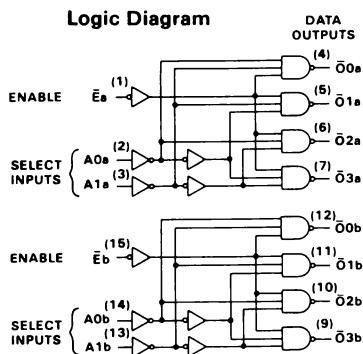 Logic Diagram
DATA
OUTPUTS
(4)
Ō0a
(1)
ENABLE Ēa
(5)
Ō1a
(6)
Ō2a
(2)
SELECT
INPUTS
A0a
(3)
A1a
(7)
Ō3a
(12)
Ō0b
(15)
ENABLE Ēb
(11)
Ō1b
(10)
Ō2b
(14)
SELECT
INPUTS
A0b
(13)
A1b
(9)
Ō3b